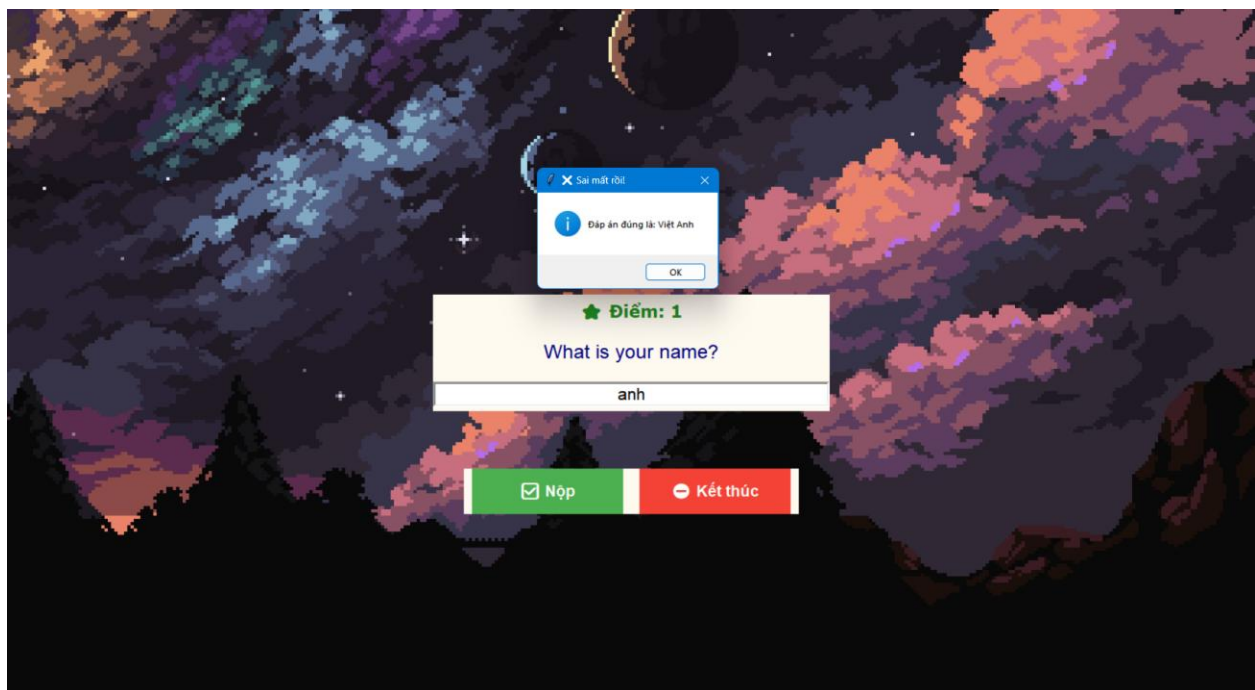 Sai mất rồi!
Đáp án đúng là: Việt Anh
OK
Điểm: 1
What is your name?
anh
Nộp
Kết thúc